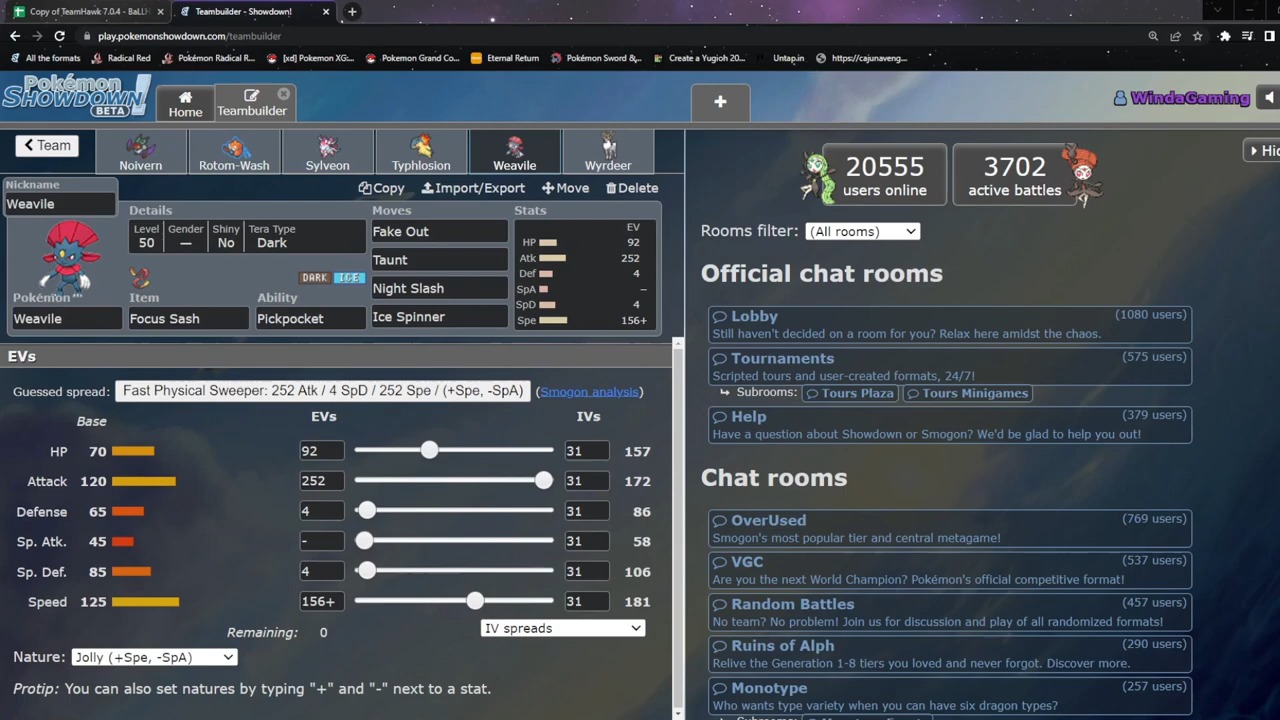 Copy of TeamHawk 7.0.4 - BaLLH
Teambuilder - Showdown!
play.pokemonshowdown.com/teambuilder
All the formats
Radical Red
Pokémon Radical R...
[xd] Pokemon XG:...
Pokemon Grand Co...
Eternal Return
Pokémon Sword &...
Create a Yugioh 20...
Untap.in
https://cajunaveng...
Pokémon
SHOWDOWN!
BETA
Home
Teambuilder
WindaGaming
Team
Noivern
Rotom-Wash
Sylveon
Typhlosion
Weavile
Wyrdeer
Hid
Nickname
Weavile
Copy
Import/Export
Move
Delete
Details
Level
50
Gender
—
Shiny
No
Tera Type
Dark
DARK
ICE
Pokémon
Weavile
Item
Focus Sash
Ability
Pickpocket
Moves
Fake Out
Taunt
Night Slash
Ice Spinner
Stats
EV
HP 92
Atk 252
Def 4
SpA –
SpD 4
Spe 156+
20555
users online
3702
active battles
EVs
Guessed spread: Fast Physical Sweeper: 252 Atk / 4 SpD / 252 Spe / (+Spe, -SpA) (Smogon analysis)
Base EVs IVs
HP 70 92 31 157
Attack 120 252 31 172
Defense 65 4 31 86
Sp. Atk. 45 - 31 58
Sp. Def. 85 4 31 106
Speed 125 156+ 31 181
Remaining: 0
IV spreads
Nature: Jolly (+Spe, -SpA)
Protip: You can also set natures by typing "+" and "-" next to a stat.
Rooms filter: (All rooms)
Official chat rooms
Lobby (1080 users)
Still haven't decided on a room for you? Relax here amidst the chaos.
Tournaments (575 users)
Scripted tours and user-created formats, 24/7!
Subrooms: Tours Plaza Tours Minigames
Help (379 users)
Have a question about Showdown or Smogon? We'd be glad to help you out!
Chat rooms
OverUsed (769 users)
Smogon's most popular tier and central metagame!
VGC (537 users)
Are you the next World Champion? Pokémon's official competitive format!
Random Battles (457 users)
No team? No problem! Join us for discussion and play of all randomized formats!
Ruins of Alph (290 users)
Relive the Generation 1-8 tiers you loved and never forgot. Discover more.
Monotype (257 users)
Who wants type variety when you can have six dragon types?